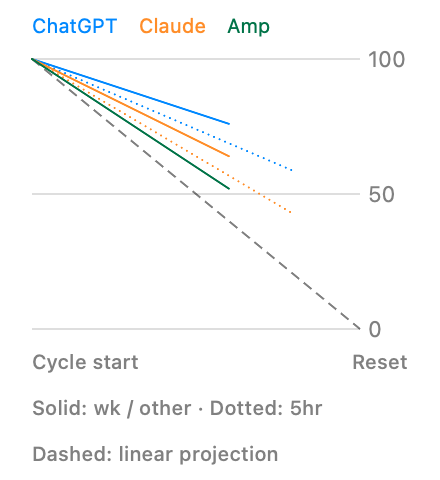 ChatGPT Claude Amp
100
50
0
Cycle start Reset
Solid: wk / other · Dotted: 5hr
Dashed: linear projection